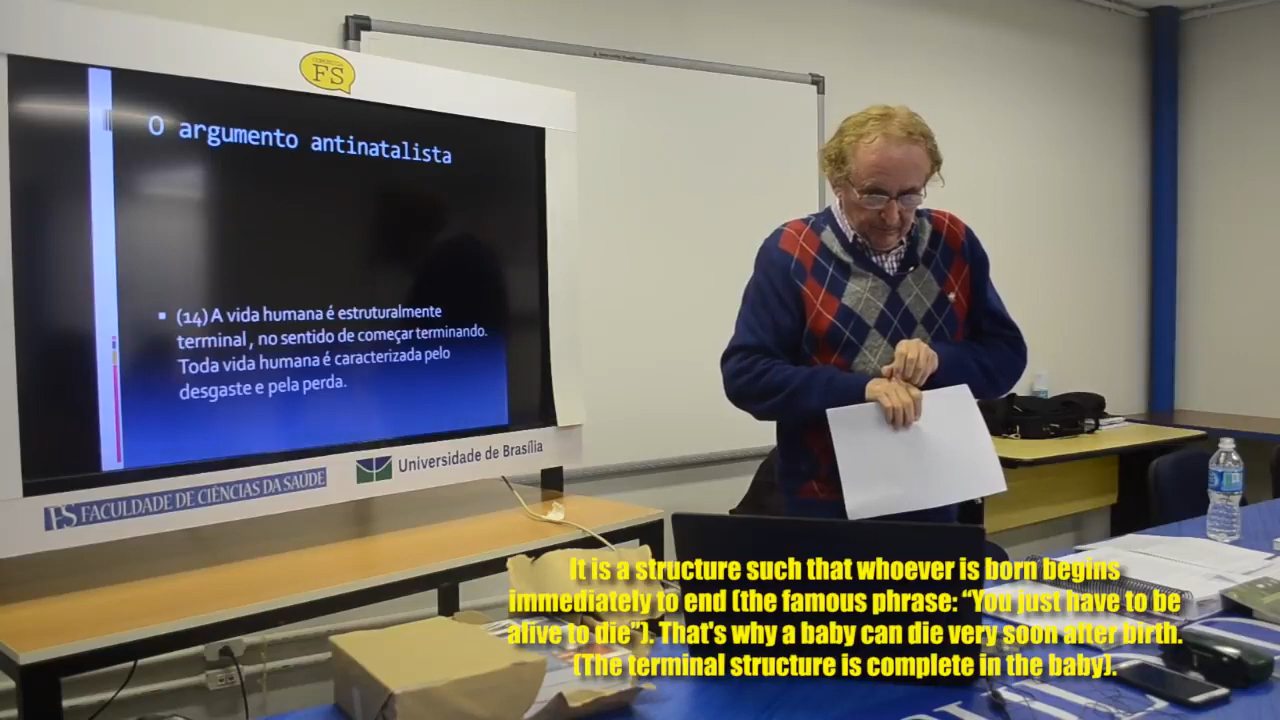 FS
O argumento antinatalista
(14) A vida humana é estruturalmente
terminal, no sentido de começar terminando.
Toda vida humana é caracterizada pelo
desgaste e pela perda.
FS FACULDADE DE CIÊNCIAS DA SAÚDE
Universidade de Brasília
It is a structure such that whoever is born begins
immediately to end (the famous phrase: “You just have to be
alive to die”). That's why a baby can die very soon after birth.
(The terminal structure is complete in the baby).